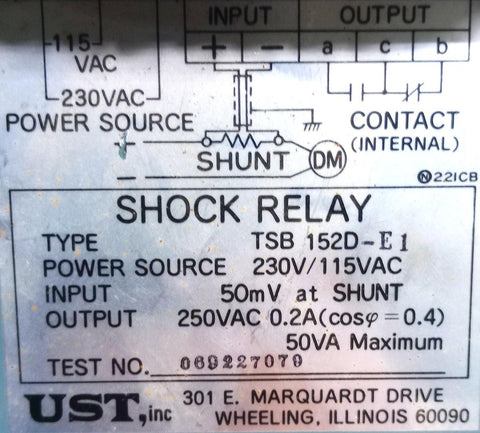 INPUT OUTPUT
+ − a c b
115
VAC
230VAC
POWER SOURCE
CONTACT
(INTERNAL)
+
SHUNT
DM
−
Ⓝ221CB
SHOCK RELAY
TYPE TSB 152D-E1
POWER SOURCE 230V/115VAC
INPUT 50mV at SHUNT
OUTPUT 250VAC 0.2A(cosφ=0.4)
50VA Maximum
TEST NO. 069227079
UST,inc 301 E. MARQUARDT DRIVE
WHEELING, ILLINOIS 60090